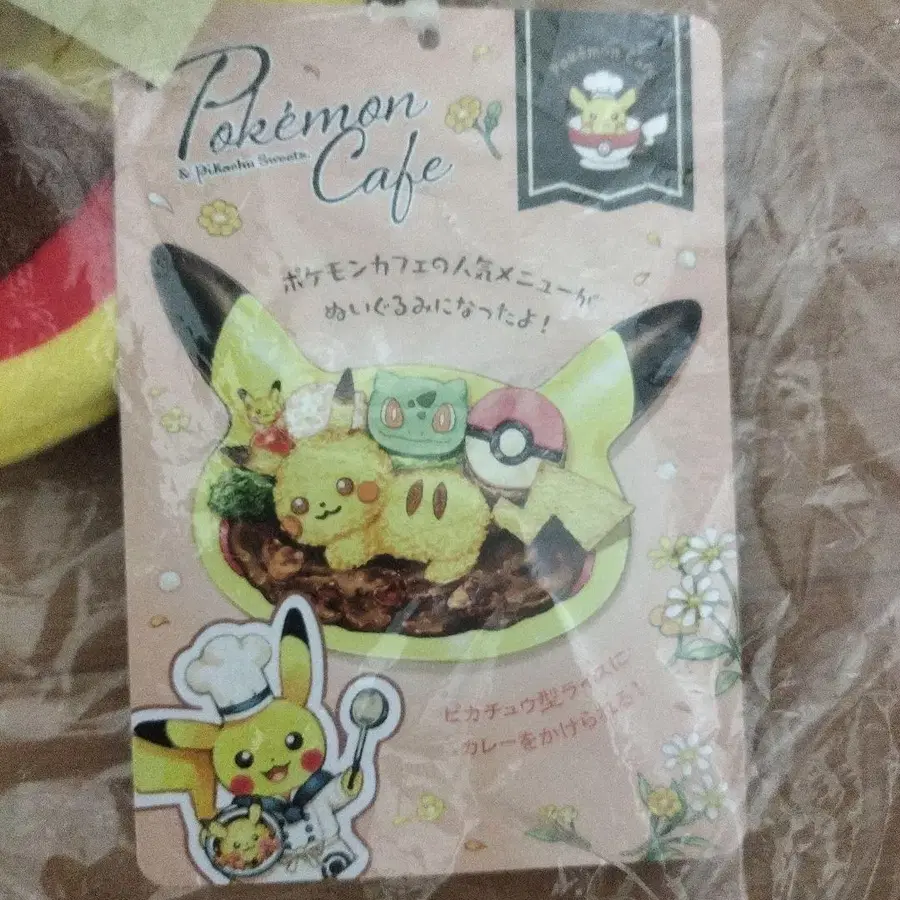 Pokémon
& Pikachu Sweets
Cafe
Pokémon Cafe
ポケモンカフェの人気メニューが
ぬいぐるみになったよ！
ピカチュウ型ライスに
カレーをかけられる！